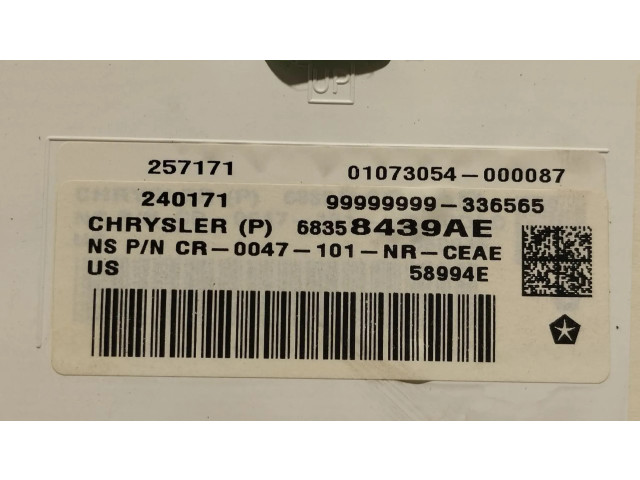 UP
257171 01073054-000087
240171 99999999-336565
CHRYSLER (P) 68358439AE
NS P/N CR-0047-101-NR-CEAE
US 58994E